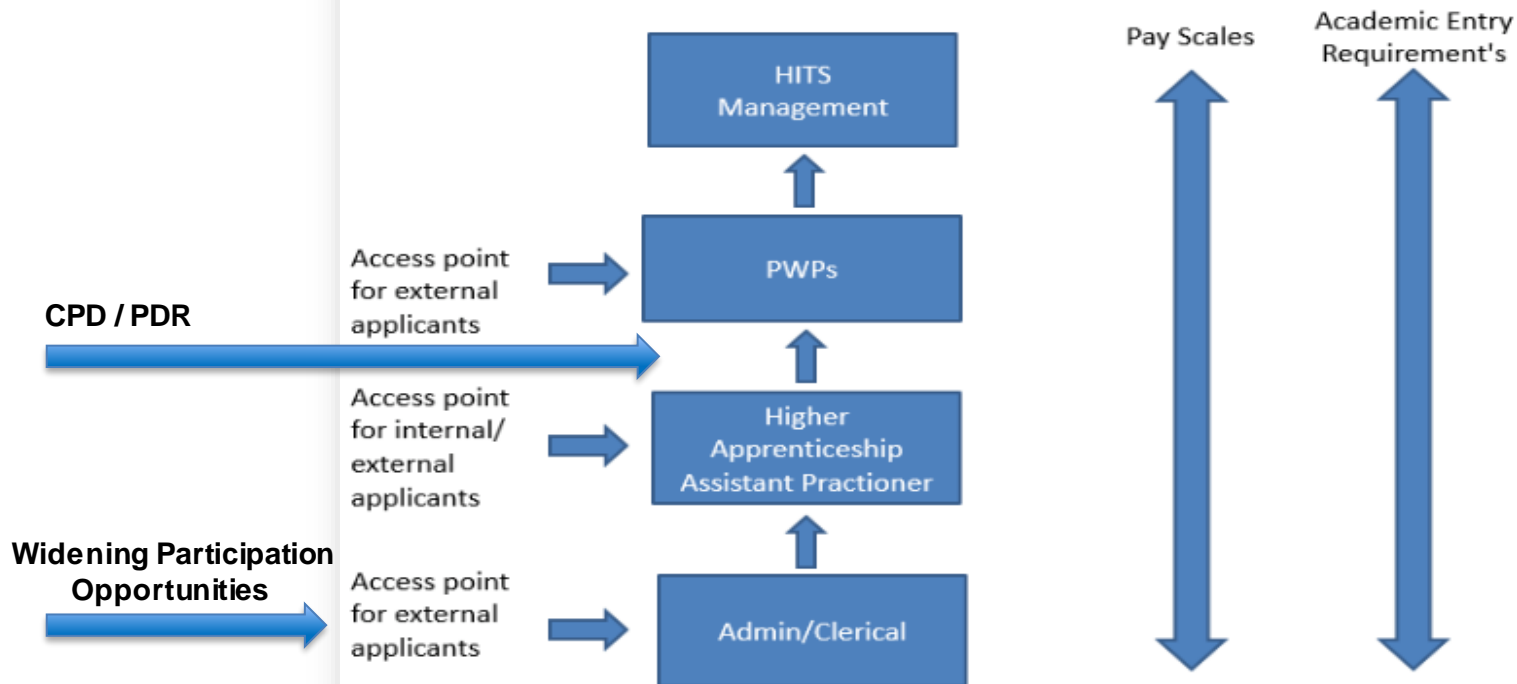 HITS
Management
Pay Scales
Academic Entry
Requirement's
Access point
for external
applicants
PWPs
CPD / PDR
Access point
for internal/
external
applicants
Higher
Apprenticeship
Assistant Practioner
Widening Participation
Opportunities
Access point
for external
applicants
Admin/Clerical